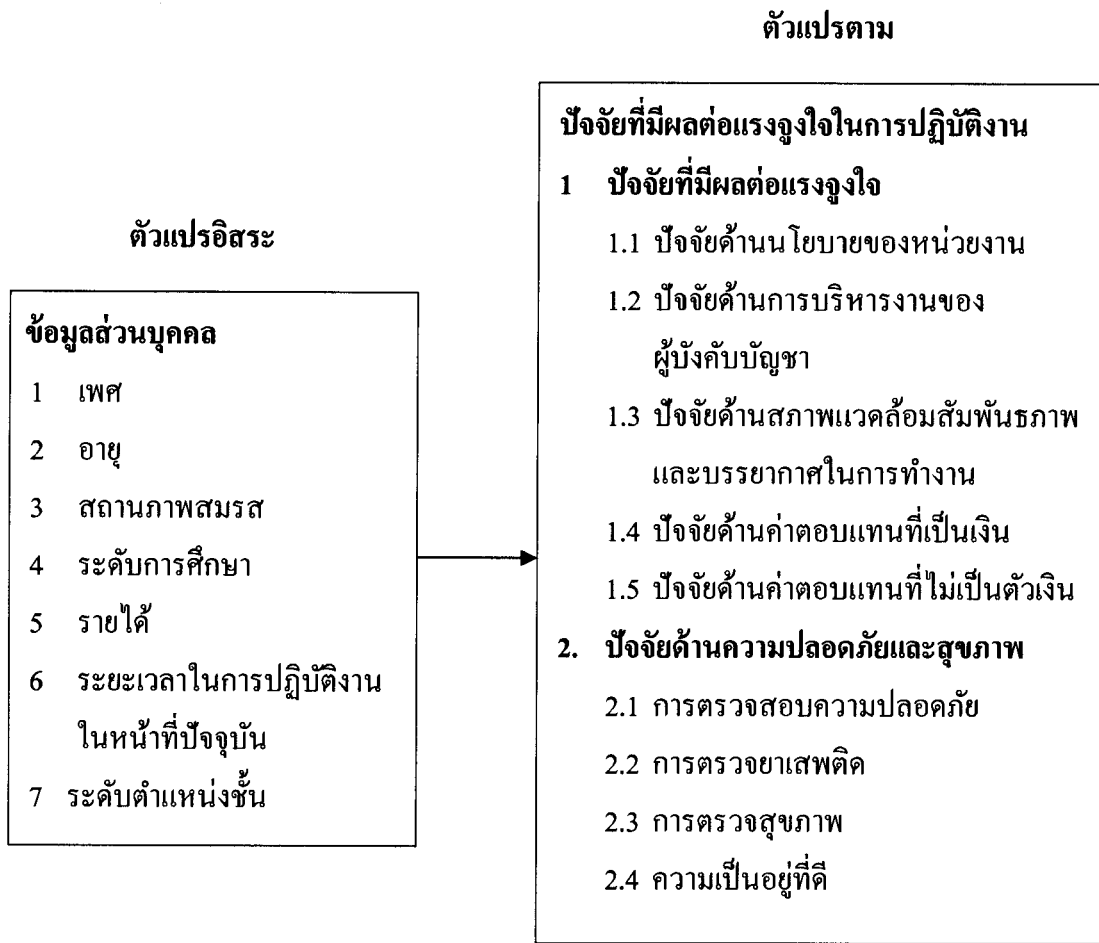 ตัวแปรตาม
ปัจจัยที่มีผลต่อแรงจูงใจในการปฏิบัติงาน
1 ปัจจัยที่มีผลต่อแรงจูงใจ
1.1 ปัจจัยด้านนโยบายของหน่วยงาน
1.2 ปัจจัยด้านการบริหารงานของ
ผู้บังคับบัญชา
1.3 ปัจจัยด้านสภาพแวดล้อมสัมพันธภาพ
และบรรยากาศในการทำงาน
1.4 ปัจจัยด้านค่าตอบแทนที่เป็นเงิน
1.5 ปัจจัยด้านค่าตอบแทนที่ไม่เป็นตัวเงิน
2. ปัจจัยด้านความปลอดภัยและสุขภาพ
2.1 การตรวจสอบความปลอดภัย
2.2 การตรวจยาเสพติด
2.3 การตรวจสุขภาพ
2.4 ความเป็นอยู่ที่ดี
ตัวแปรอิสระ
ข้อมูลส่วนบุคคล
1 เพศ
2 อายุ
3 สถานภาพสมรส
4 ระดับการศึกษา
5 รายได้
6 ระยะเวลาในการปฏิบัติงาน
ในหน้าที่ปัจจุบัน
7 ระดับตำแหน่งชั้น